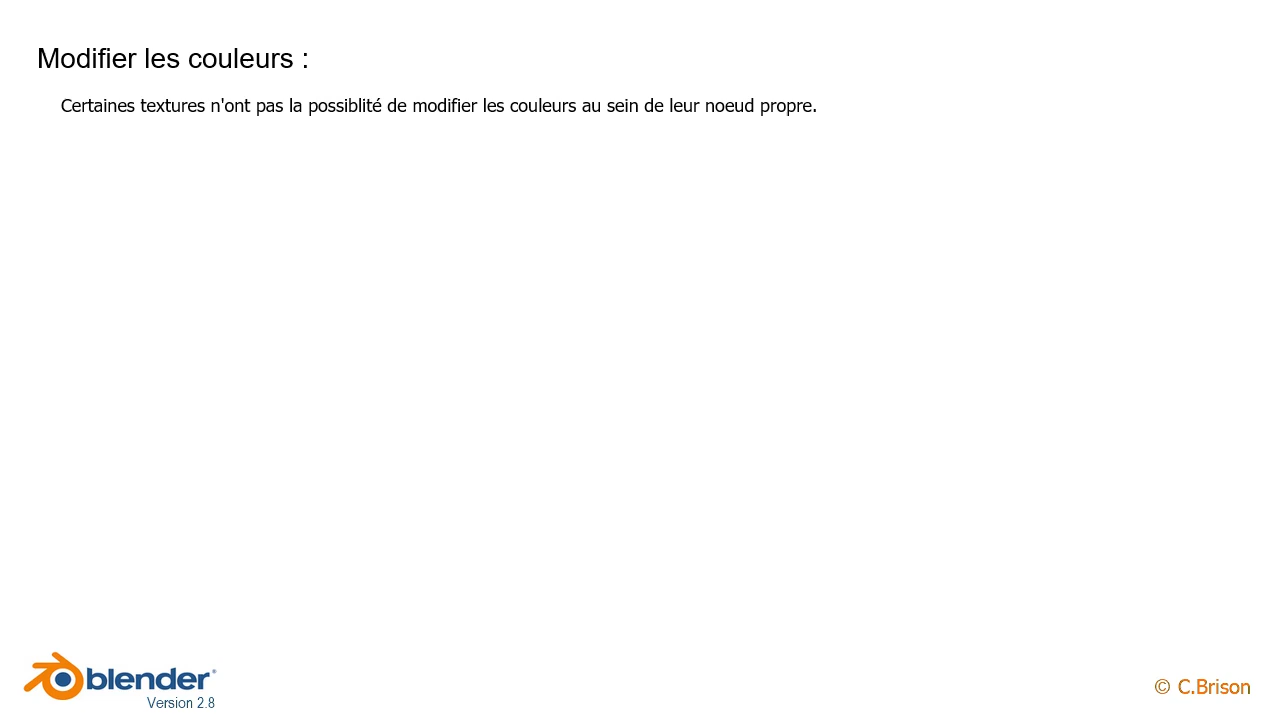 Modifier les couleurs :
Certaines textures n'ont pas la possiblité de modifier les couleurs au sein de leur noeud propre.
blender®
Version 2.8
© C.Brison